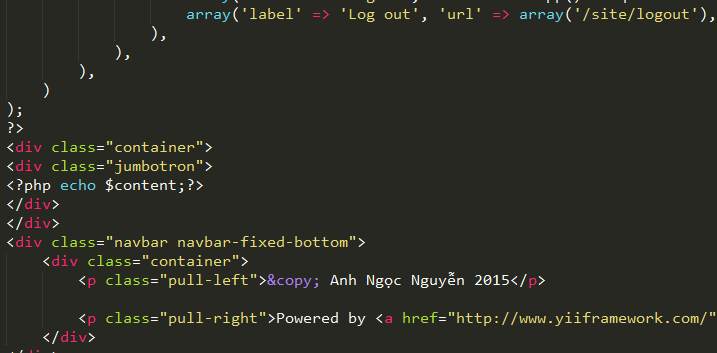 array('label' => 'Log out', 'url' => array('/site/logout'),
),
),
),
)
);
?>
<div class="container">
<div class="jumbotron">
<?php echo $content;?>
</div>
</div>
<div class="navbar navbar-fixed-bottom">
<div class="container">
<p class="pull-left">&copy; Anh Ngọc Nguyễn 2015</p>
<p class="pull-right">Powered by <a href="http://www.yiiframework.com/"
</div>